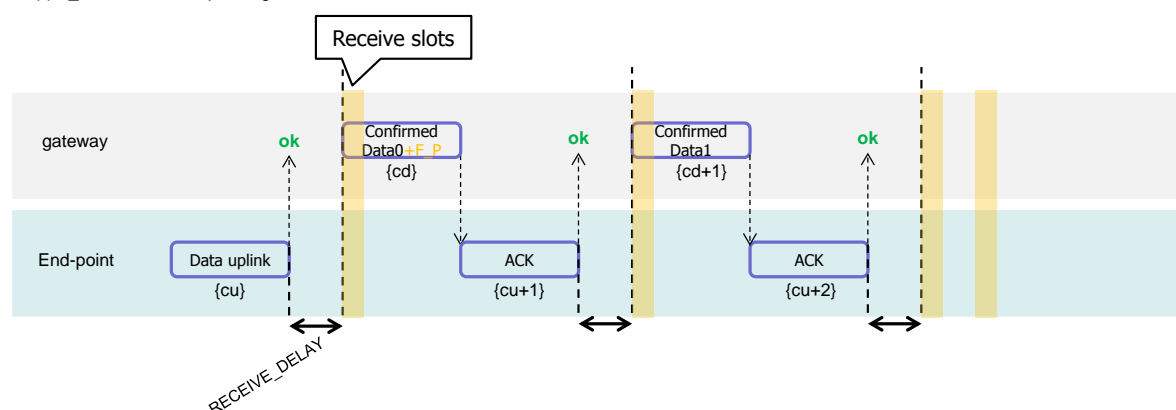 Receive slots
gateway
ok
Confirmed
Data0+F_P
{cd}
ok
Confirmed
Data1
{cd+1}
ok
End-point
Data uplink
{cu}
ACK
{cu+1}
ACK
{cu+2}
RECEIVE_DELAY